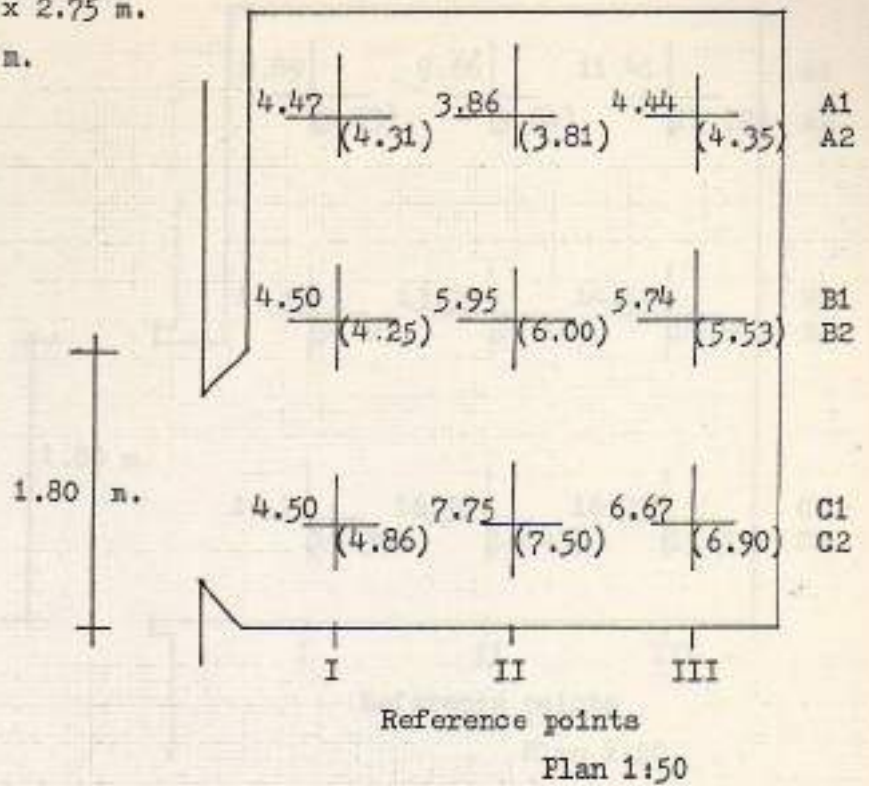 x 2.75 m.
m.
4.47 3.86 4.44 A1
(4.31) (3.81) (4.35) A2
4.50 5.95 5.74 B1
(4.25) (6.00) (5.53) B2
1.80 m.
4.50 7.75 6.67 C1
(4.86) (7.50) (6.90) C2
I II III
Reference points
Plan 1:50